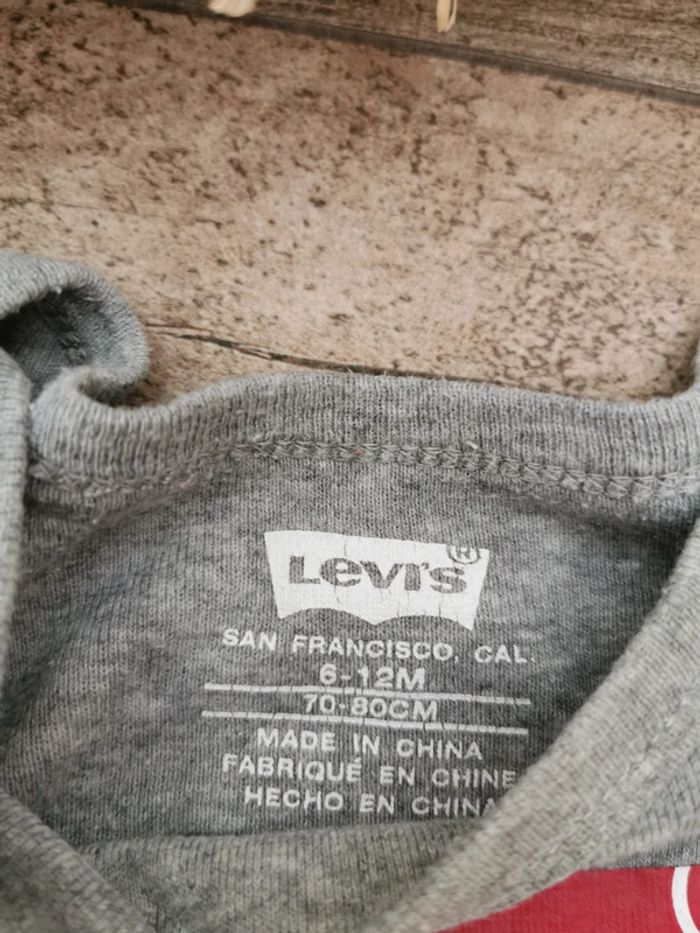 Levi's®
SAN FRANCISCO, CAL.
6-12M
70-80CM
MADE IN CHINA
FABRIQUÉ EN CHINE
HECHO EN CHINA